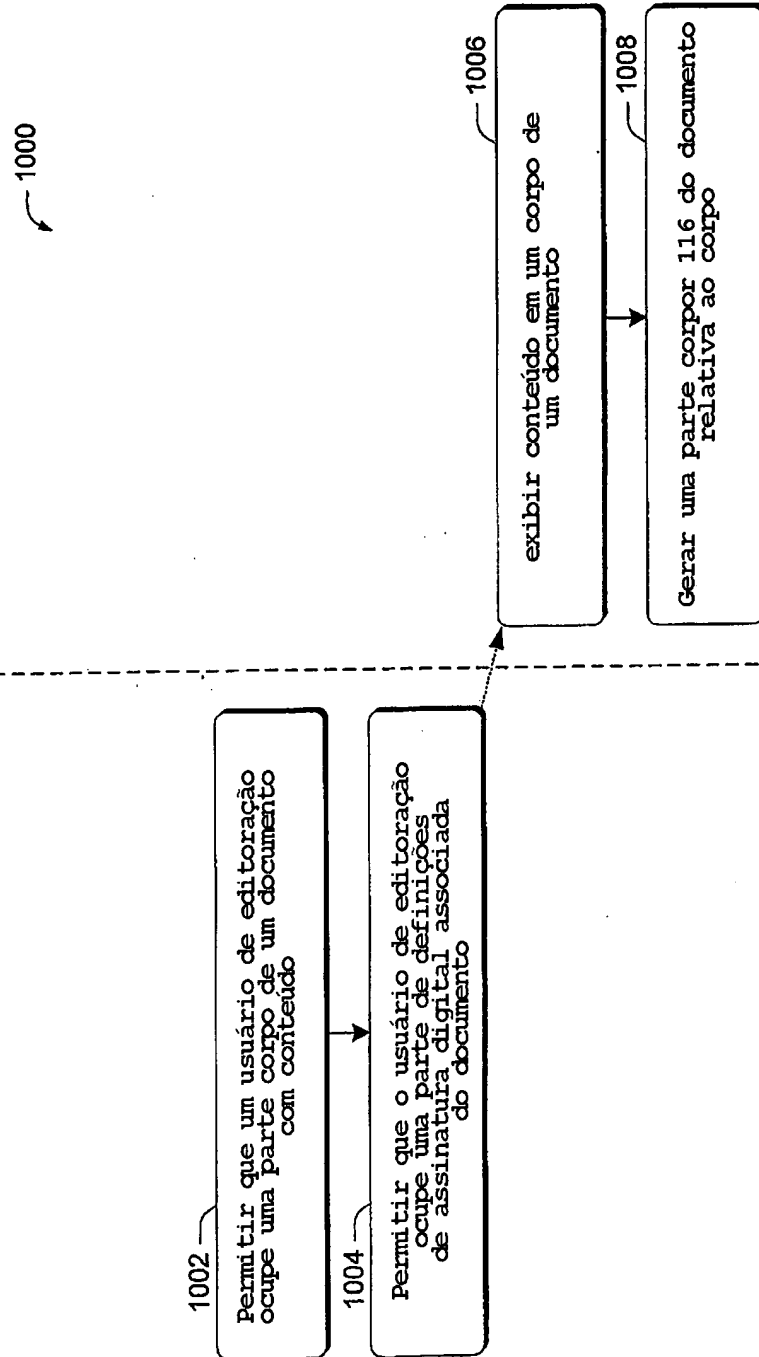 1000
1002
Permitir que um usuário de editoração
ocupe uma parte corpo de um documento
com conteúdo
1004
Permitir que o usuário de editoração
ocupe uma parte de definições
de assinatura digital associada
do documento
1006
exibir conteúdo em um corpo de
um documento
1008
Gerar uma parte corpor 116 do documento
relativa ao corpo